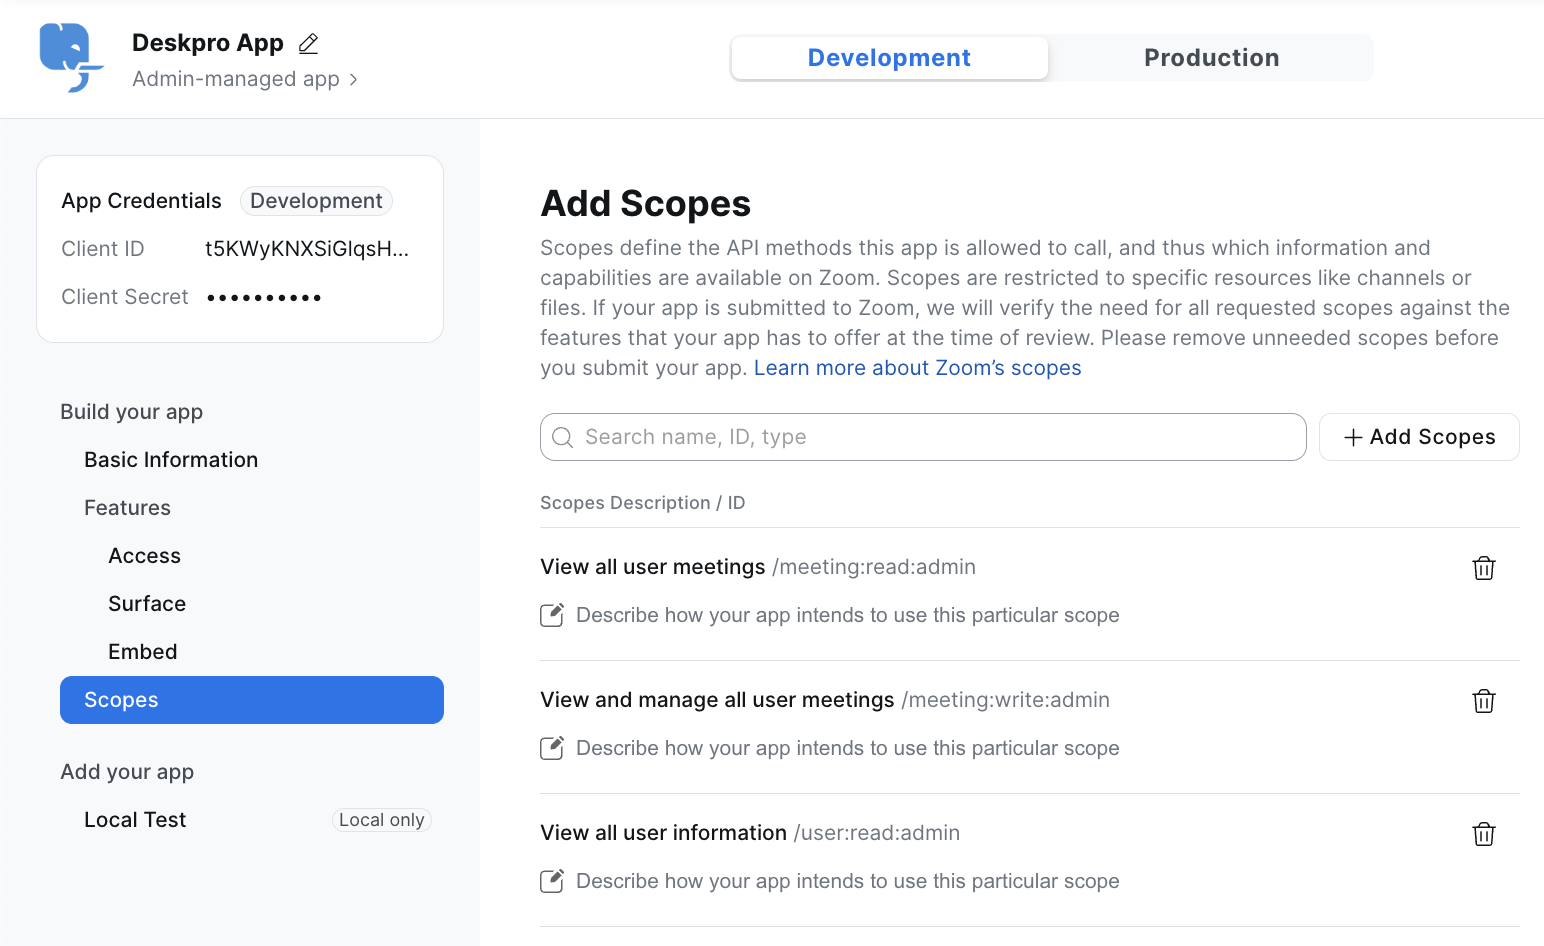 Deskpro App
Admin-managed app
Development
Production
App Credentials Development
Client ID t5KWyKNXSiGlqsH...
Client Secret ••••••••••
Build your app
Basic Information
Features
Access
Surface
Embed
Scopes
Add your app
Local Test Local only
Add Scopes
Scopes define the API methods this app is allowed to call, and thus which information and
capabilities are available on Zoom. Scopes are restricted to specific resources like channels or
files. If your app is submitted to Zoom, we will verify the need for all requested scopes against the
features that your app has to offer at the time of review. Please remove unneeded scopes before
you submit your app. Learn more about Zoom’s scopes
Search name, ID, type
Add Scopes
Scopes Description / ID
View all user meetings /meeting:read:admin
Describe how your app intends to use this particular scope
View and manage all user meetings /meeting:write:admin
Describe how your app intends to use this particular scope
View all user information /user:read:admin
Describe how your app intends to use this particular scope